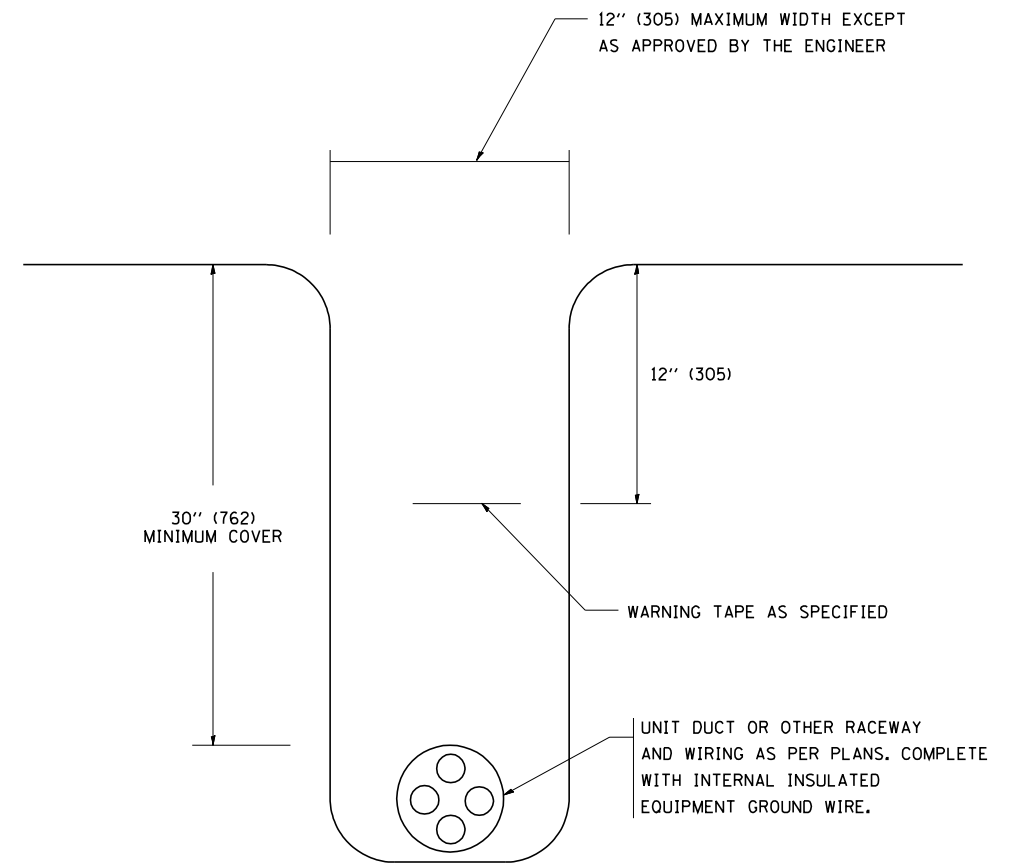 12'' (305) MAXIMUM WIDTH EXCEPT
AS APPROVED BY THE ENGINEER
12'' (305)
30'' (762)
MINIMUM COVER
WARNING TAPE AS SPECIFIED
UNIT DUCT OR OTHER RACEWAY
AND WIRING AS PER PLANS. COMPLETE
WITH INTERNAL INSULATED
EQUIPMENT GROUND WIRE.